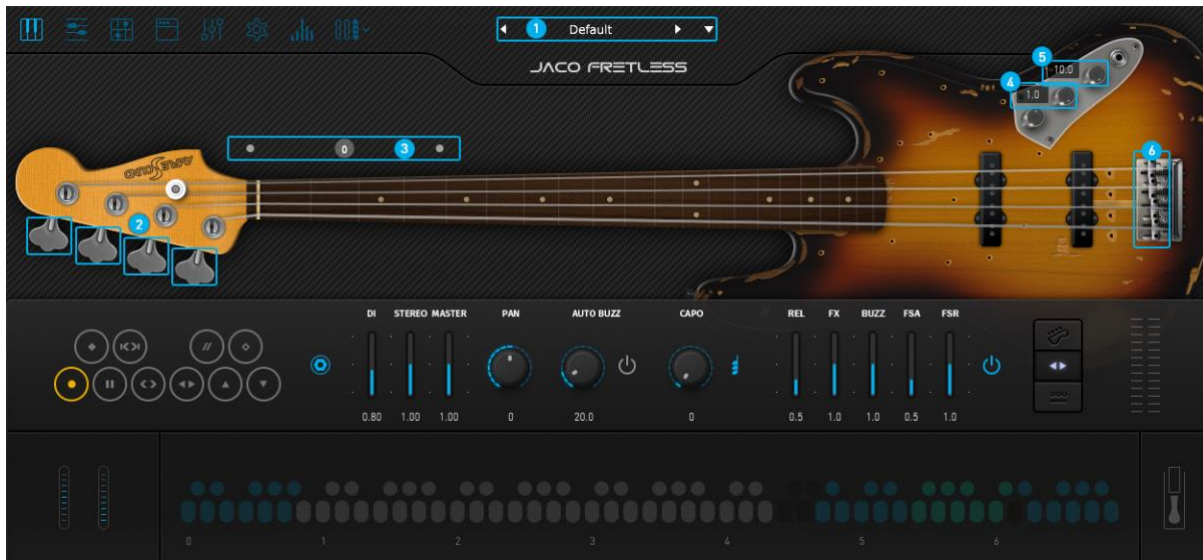 1 Default
JACO FRETLESS
5
10.0
4
1.0
0 3
AMPLE SOUND
6
2
DI STEREO MASTER PAN AUTO BUZZ CAPO REL FX BUZZ FSA FSR
0.80 1.00 1.00 0 20.0 0 0.5 1.0 1.0 0.5 1.0
0 1 2 3 4 5 6